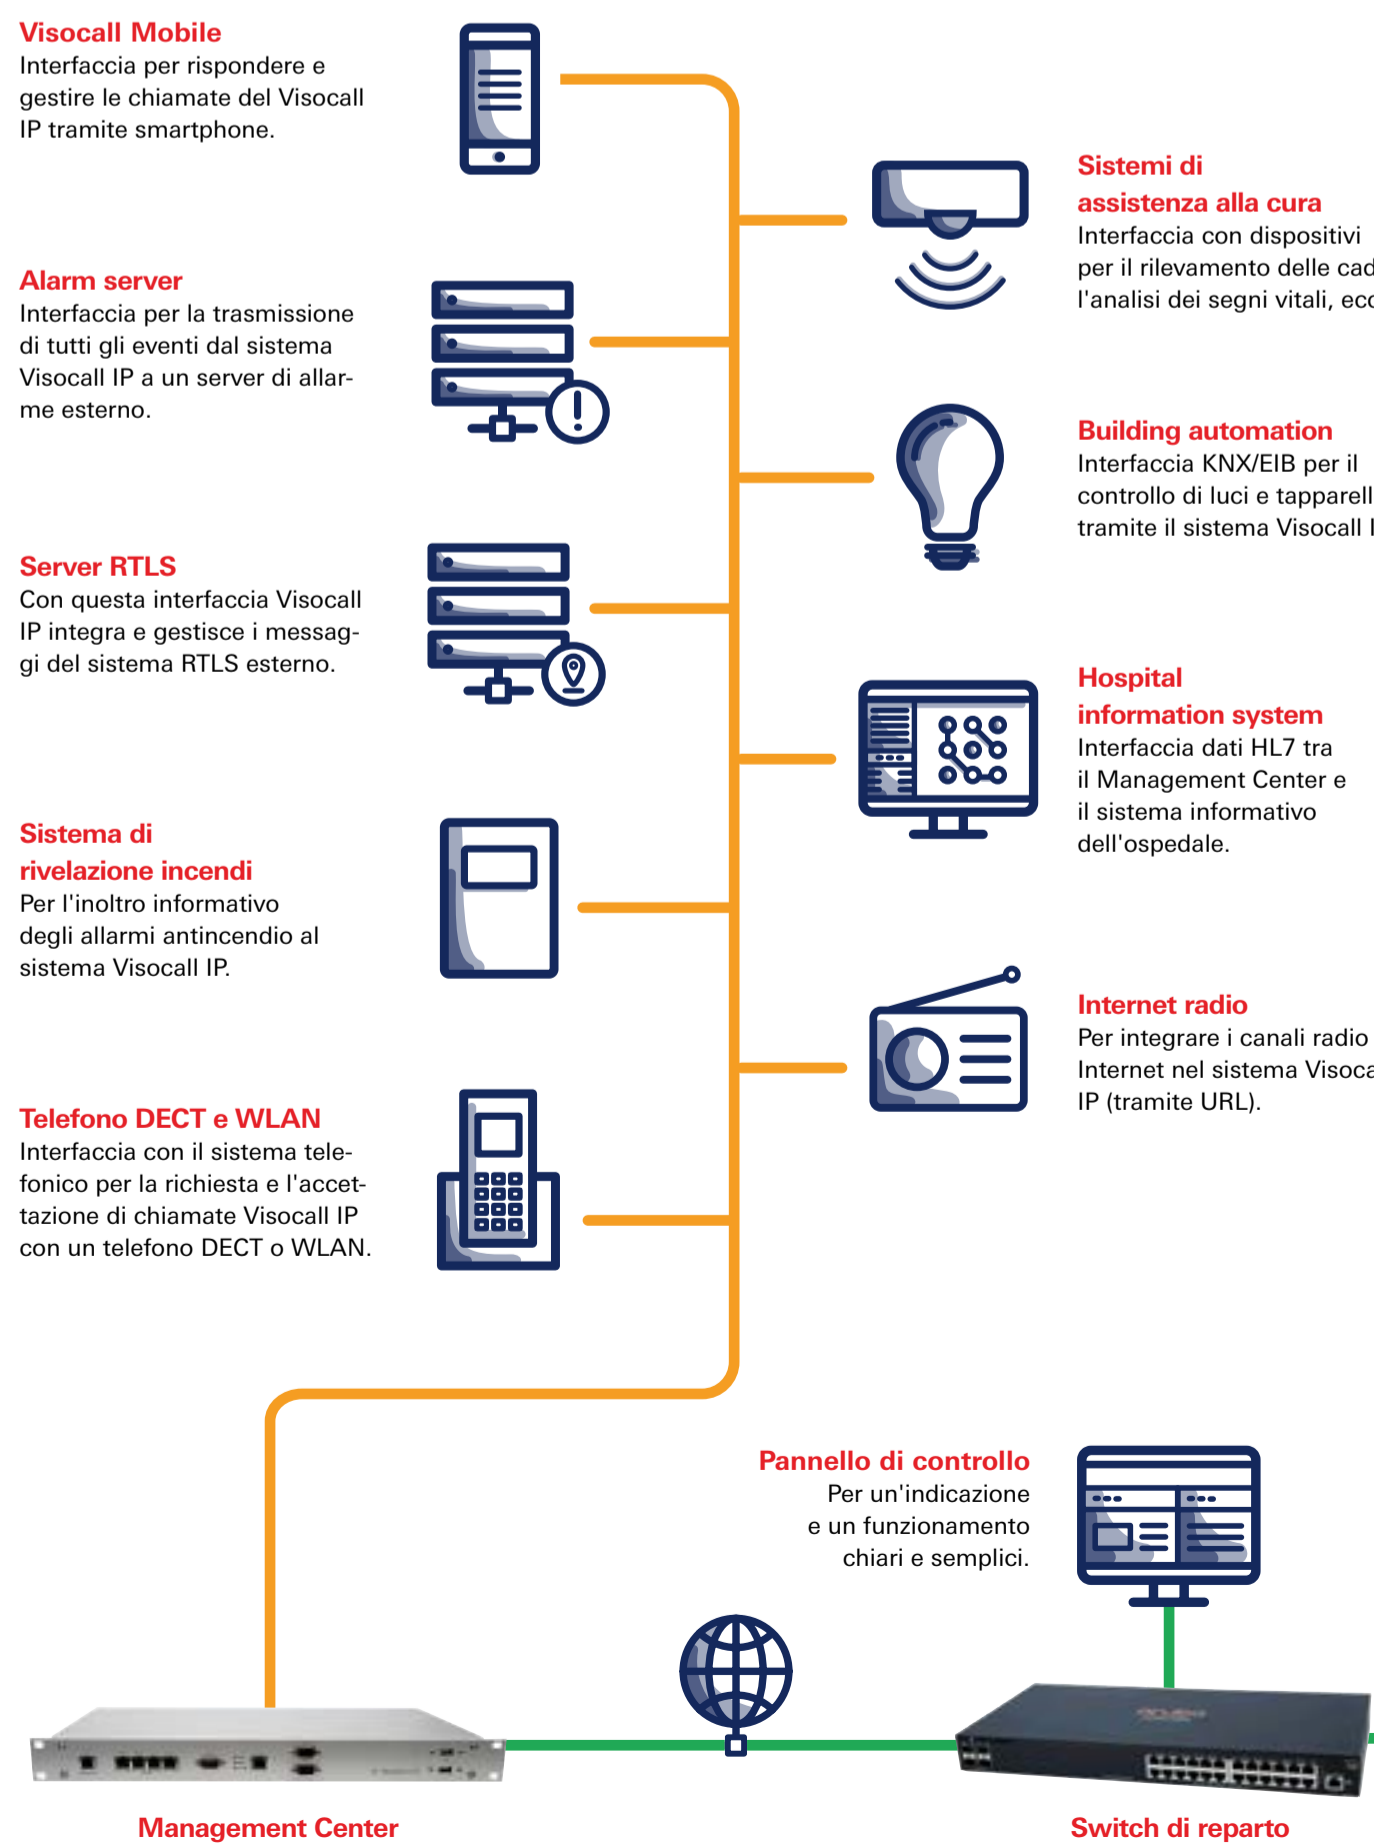 Visocall Mobile
Interfaccia per rispondere e
gestire le chiamate del Visocall
IP tramite smartphone.
Sistemi di
assistenza alla cura
Interfaccia con dispositivi
per il rilevamento delle cad
l'analisi dei segni vitali, ecc
Alarm server
Interfaccia per la trasmissione
di tutti gli eventi dal sistema
Visocall IP a un server di allar-
me esterno.
Building automation
Interfaccia KNX/EIB per il
controllo di luci e tapparell
tramite il sistema Visocall I
Server RTLS
Con questa interfaccia Visocall
IP integra e gestisce i messag-
gi del sistema RTLS esterno.
Hospital
information system
Interfaccia dati HL7 tra
il Management Center e
il sistema informativo
dell'ospedale.
Sistema di
rivelazione incendi
Per l'inoltro informativo
degli allarmi antincendio al
sistema Visocall IP.
Internet radio
Per integrare i canali radio
Internet nel sistema Visoca
IP (tramite URL).
Telefono DECT e WLAN
Interfaccia con il sistema tele-
fonico per la richiesta e l'accet-
tazione di chiamate Visocall IP
con un telefono DECT o WLAN.
Pannello di controllo
Per un'indicazione
e un funzionamento
chiari e semplici.
Management Center
Switch di reparto